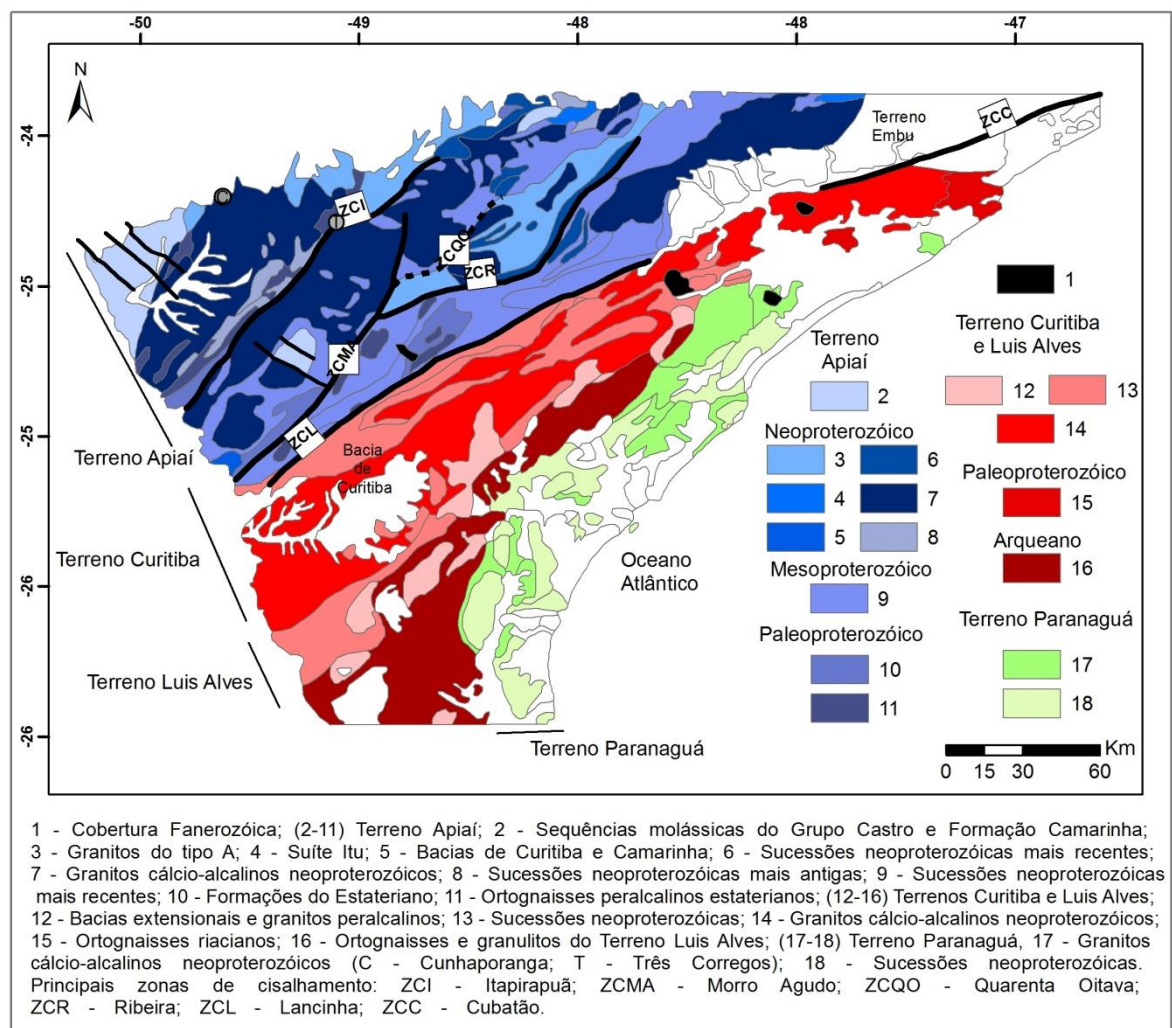 -50 -49 -48 -48 -47
N
-24
-25
-25
-26
-26
Terreno
Embu
ZCC
C
ZCI
ZCQO
ZCR
ZCMA
ZCL
Bacia
de
Curitiba
Terreno Apiaí
Terreno Curitiba
Terreno Luis Alves
Terreno Paranaguá
Oceano
Atlântico
Terreno
Apiaí
2
Neoproterozóico
3 6
4 7
5 8
Mesoproterozóico
9
Paleoproterozóico
10
11
1
Terreno Curitiba
e Luis Alves
12 13
14
Paleoproterozóico
15
Arqueano
16
Terreno Paranaguá
17
18
Km
0 15 30 60
1 - Cobertura Fanerozóica; (2-11) Terreno Apiaí; 2 - Sequências molássicas do Grupo Castro e Formação Camarinha;
3 - Granitos do tipo A; 4 - Suíte Itu; 5 - Bacias de Curitiba e Camarinha; 6 - Sucessões neoproterozóicas mais recentes;
7 - Granitos cálcio-alcalinos neoproterozóicos; 8 - Sucessões neoproterozóicas mais antigas; 9 - Sucessões neoproterozóicas
mais recentes; 10 - Formações do Estateriano; 11 - Ortognaisses peralcalinos estaterianos; (12-16) Terrenos Curitiba e Luis Alves;
12 - Bacias extensionais e granitos peralcalinos; 13 - Sucessões neoproterozóicas; 14 - Granitos cálcio-alcalinos neoproterozóicos;
15 - Ortognaisses riacianos; 16 - Ortognaisses e granulitos do Terreno Luis Alves; (17-18) Terreno Paranaguá, 17 - Granitos
cálcio-alcalinos neoproterozóicos (C - Cunhaporanga; T - Três Corregos); 18 - Sucessões neoproterozóicas.
Principais zonas de cisalhamento: ZCI - Itapirapuã; ZCMA - Morro Agudo; ZCQO - Quarenta Oitava;
ZCR - Ribeira; ZCL - Lancinha; ZCC - Cubatão.